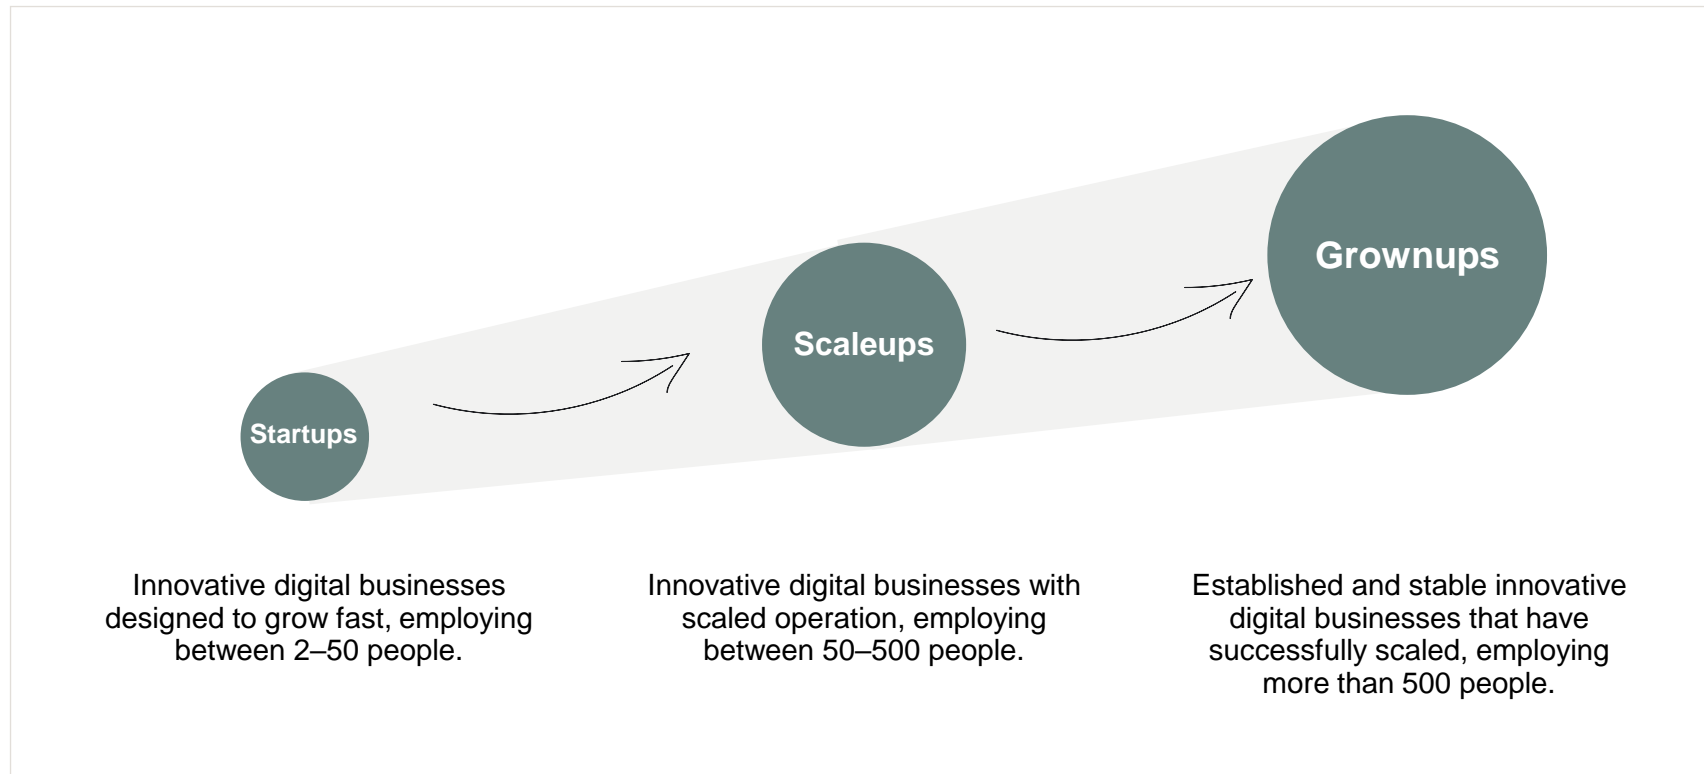 Startups
Scaleups
Grownups
Innovative digital businesses
designed to grow fast, employing
between 2–50 people.
Innovative digital businesses with
scaled operation, employing
between 50–500 people.
Established and stable innovative
digital businesses that have
successfully scaled, employing
more than 500 people.